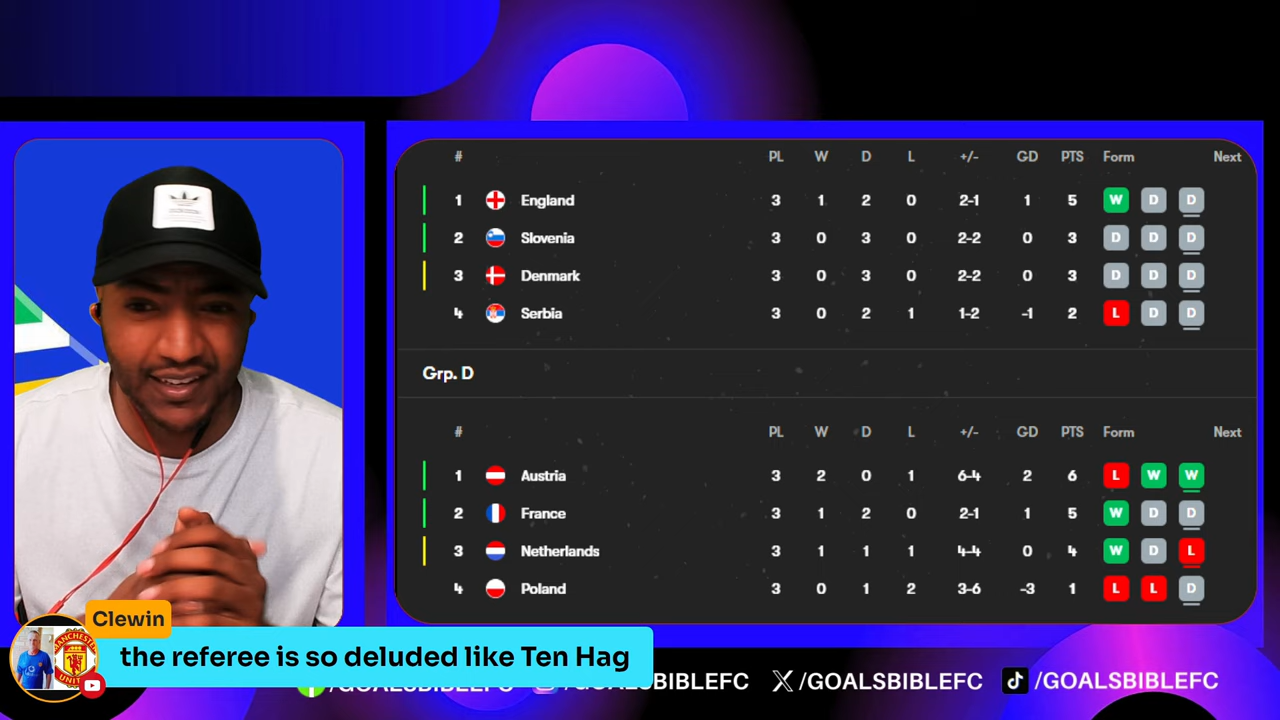 # PL W D L +/- GD PTS Form Next
1 England 3 1 2 0 2-1 1 5 W D D
2 Slovenia 3 0 3 0 2-2 0 3 D D D
3 Denmark 3 0 3 0 2-2 0 3 D D D
4 Serbia 3 0 2 1 1-2 -1 2 L D D
Grp. D
# PL W D L +/- GD PTS Form Next
1 Austria 3 2 0 1 6-4 2 6 L W W
2 France 3 1 2 0 2-1 1 5 W D D
3 Netherlands 3 1 1 1 4-4 0 4 W D L
4 Poland 3 0 1 2 3-6 -3 1 L L D
Clewin
MANCHESTER
the referee is so deluded like Ten Hag
/GOALSBIBLEFC /GOALSBIBLEFC /GOALSBIBLEFC